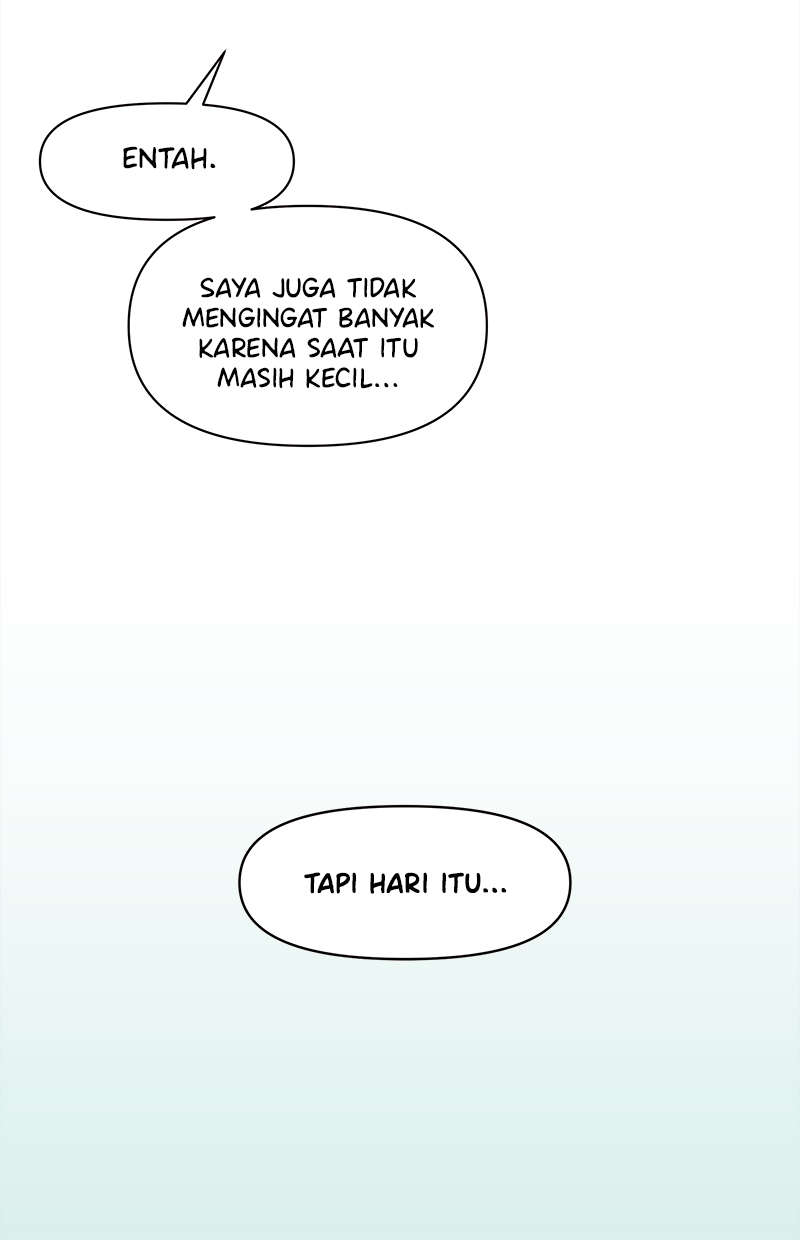 ENTAH.
SAYA JUGA TIDAK
MENGINGAT BANYAK
KARENA SAAT ITU
MASIH KECIL...
TAPI HARI ITU...